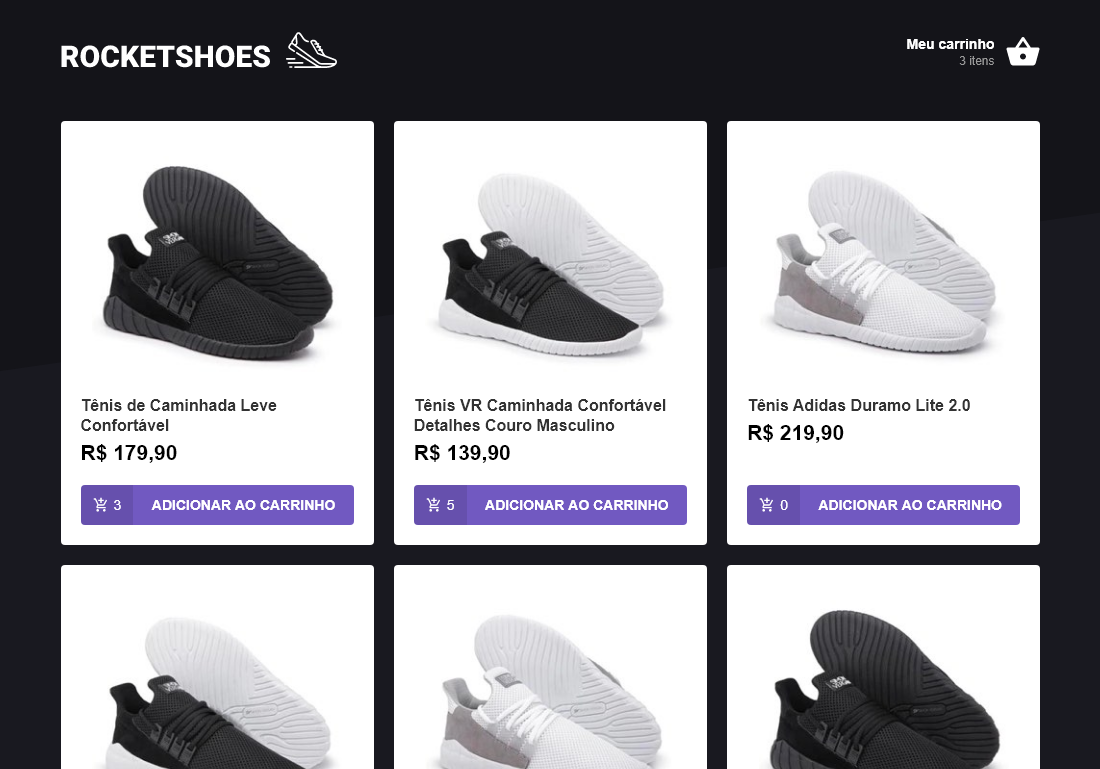 ROCKETSHOES
Meu carrinho
3 itens
Tênis de Caminhada Leve
Confortável
R$ 179,90
3 ADICIONAR AO CARRINHO
Tênis VR Caminhada Confortável
Detalhes Couro Masculino
R$ 139,90
5 ADICIONAR AO CARRINHO
Tênis Adidas Duramo Lite 2.0
R$ 219,90
0 ADICIONAR AO CARRINHO